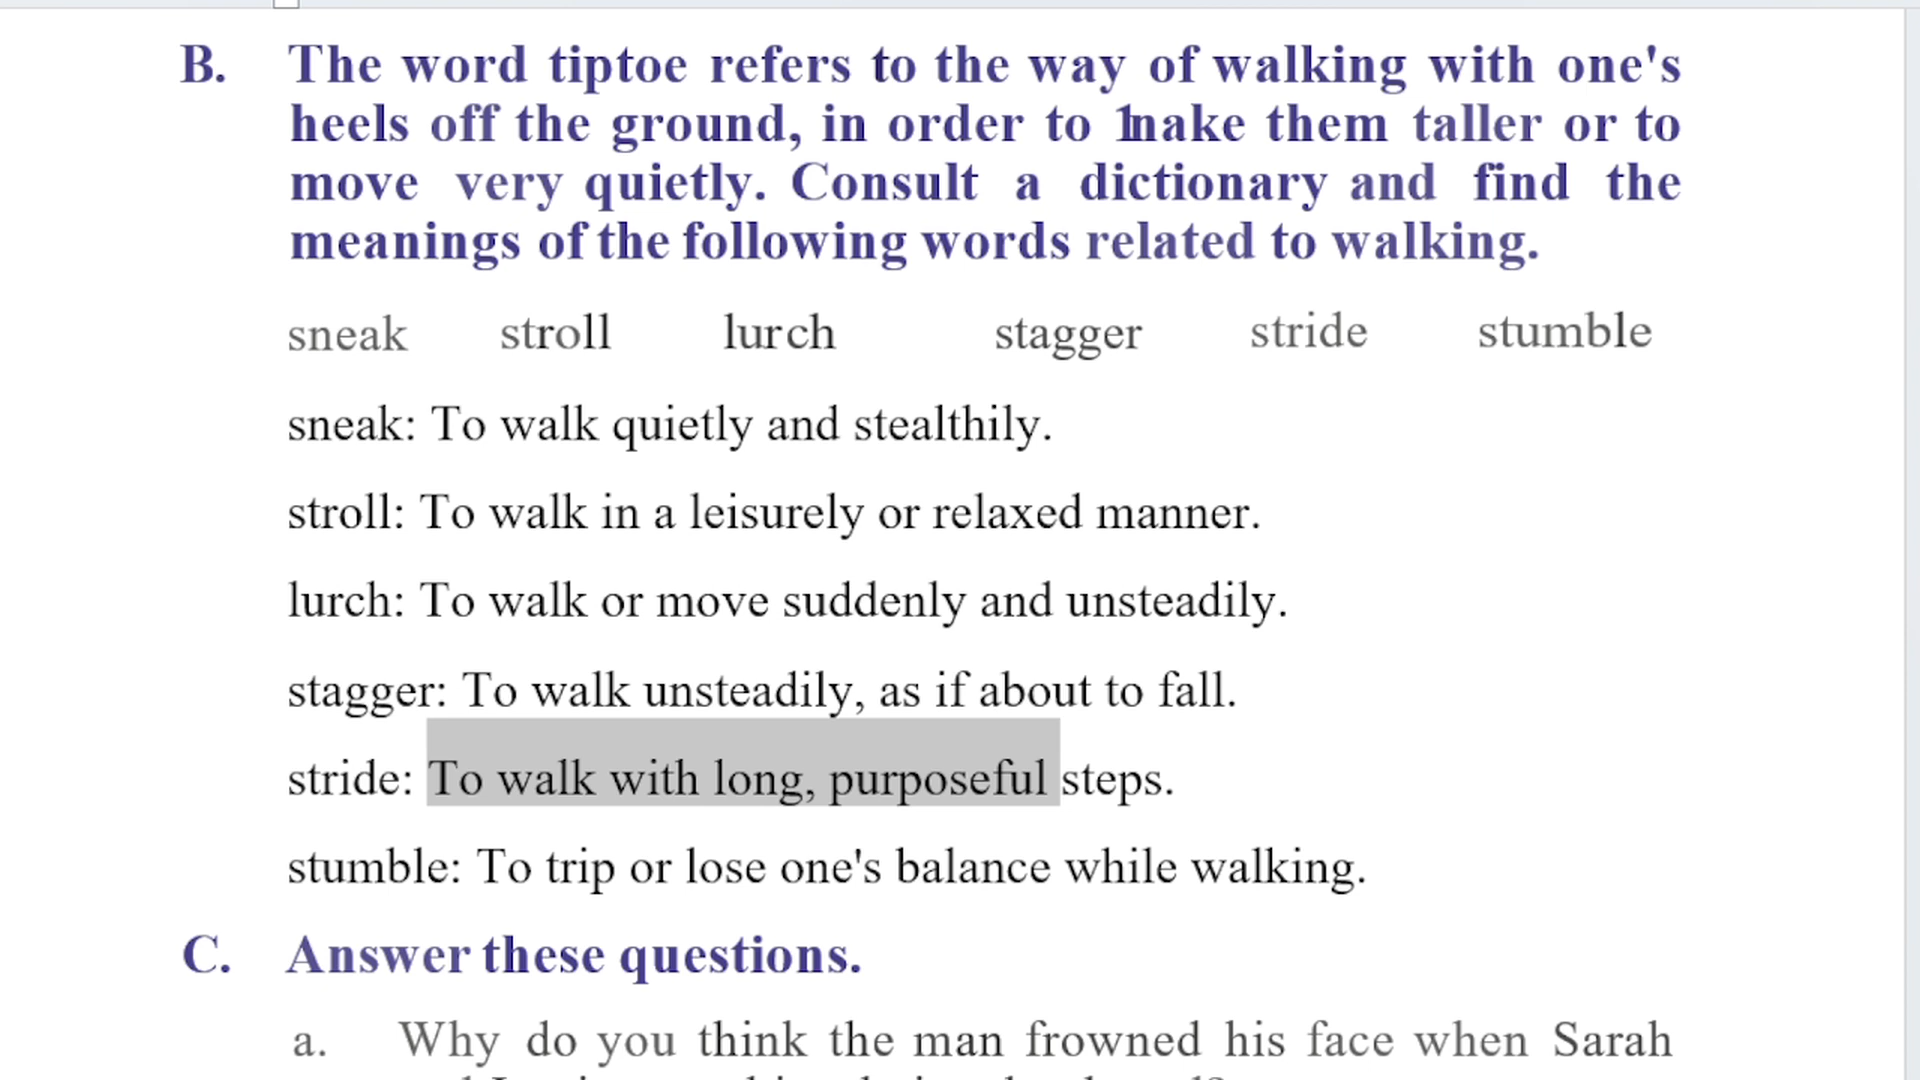 B. The word tiptoe refers to the way of walking with one's
heels off the ground, in order to make them taller or to
move very quietly. Consult a dictionary and find the
meanings of the following words related to walking.
sneak stroll lurch stagger stride stumble
sneak: To walk quietly and stealthily.
stroll: To walk in a leisurely or relaxed manner.
lurch: To walk or move suddenly and unsteadily.
stagger: To walk unsteadily, as if about to fall.
stride: To walk with long, purposeful steps.
stumble: To trip or lose one's balance while walking.
C. Answer these questions.
a. Why do you think the man frowned his face when Sarah